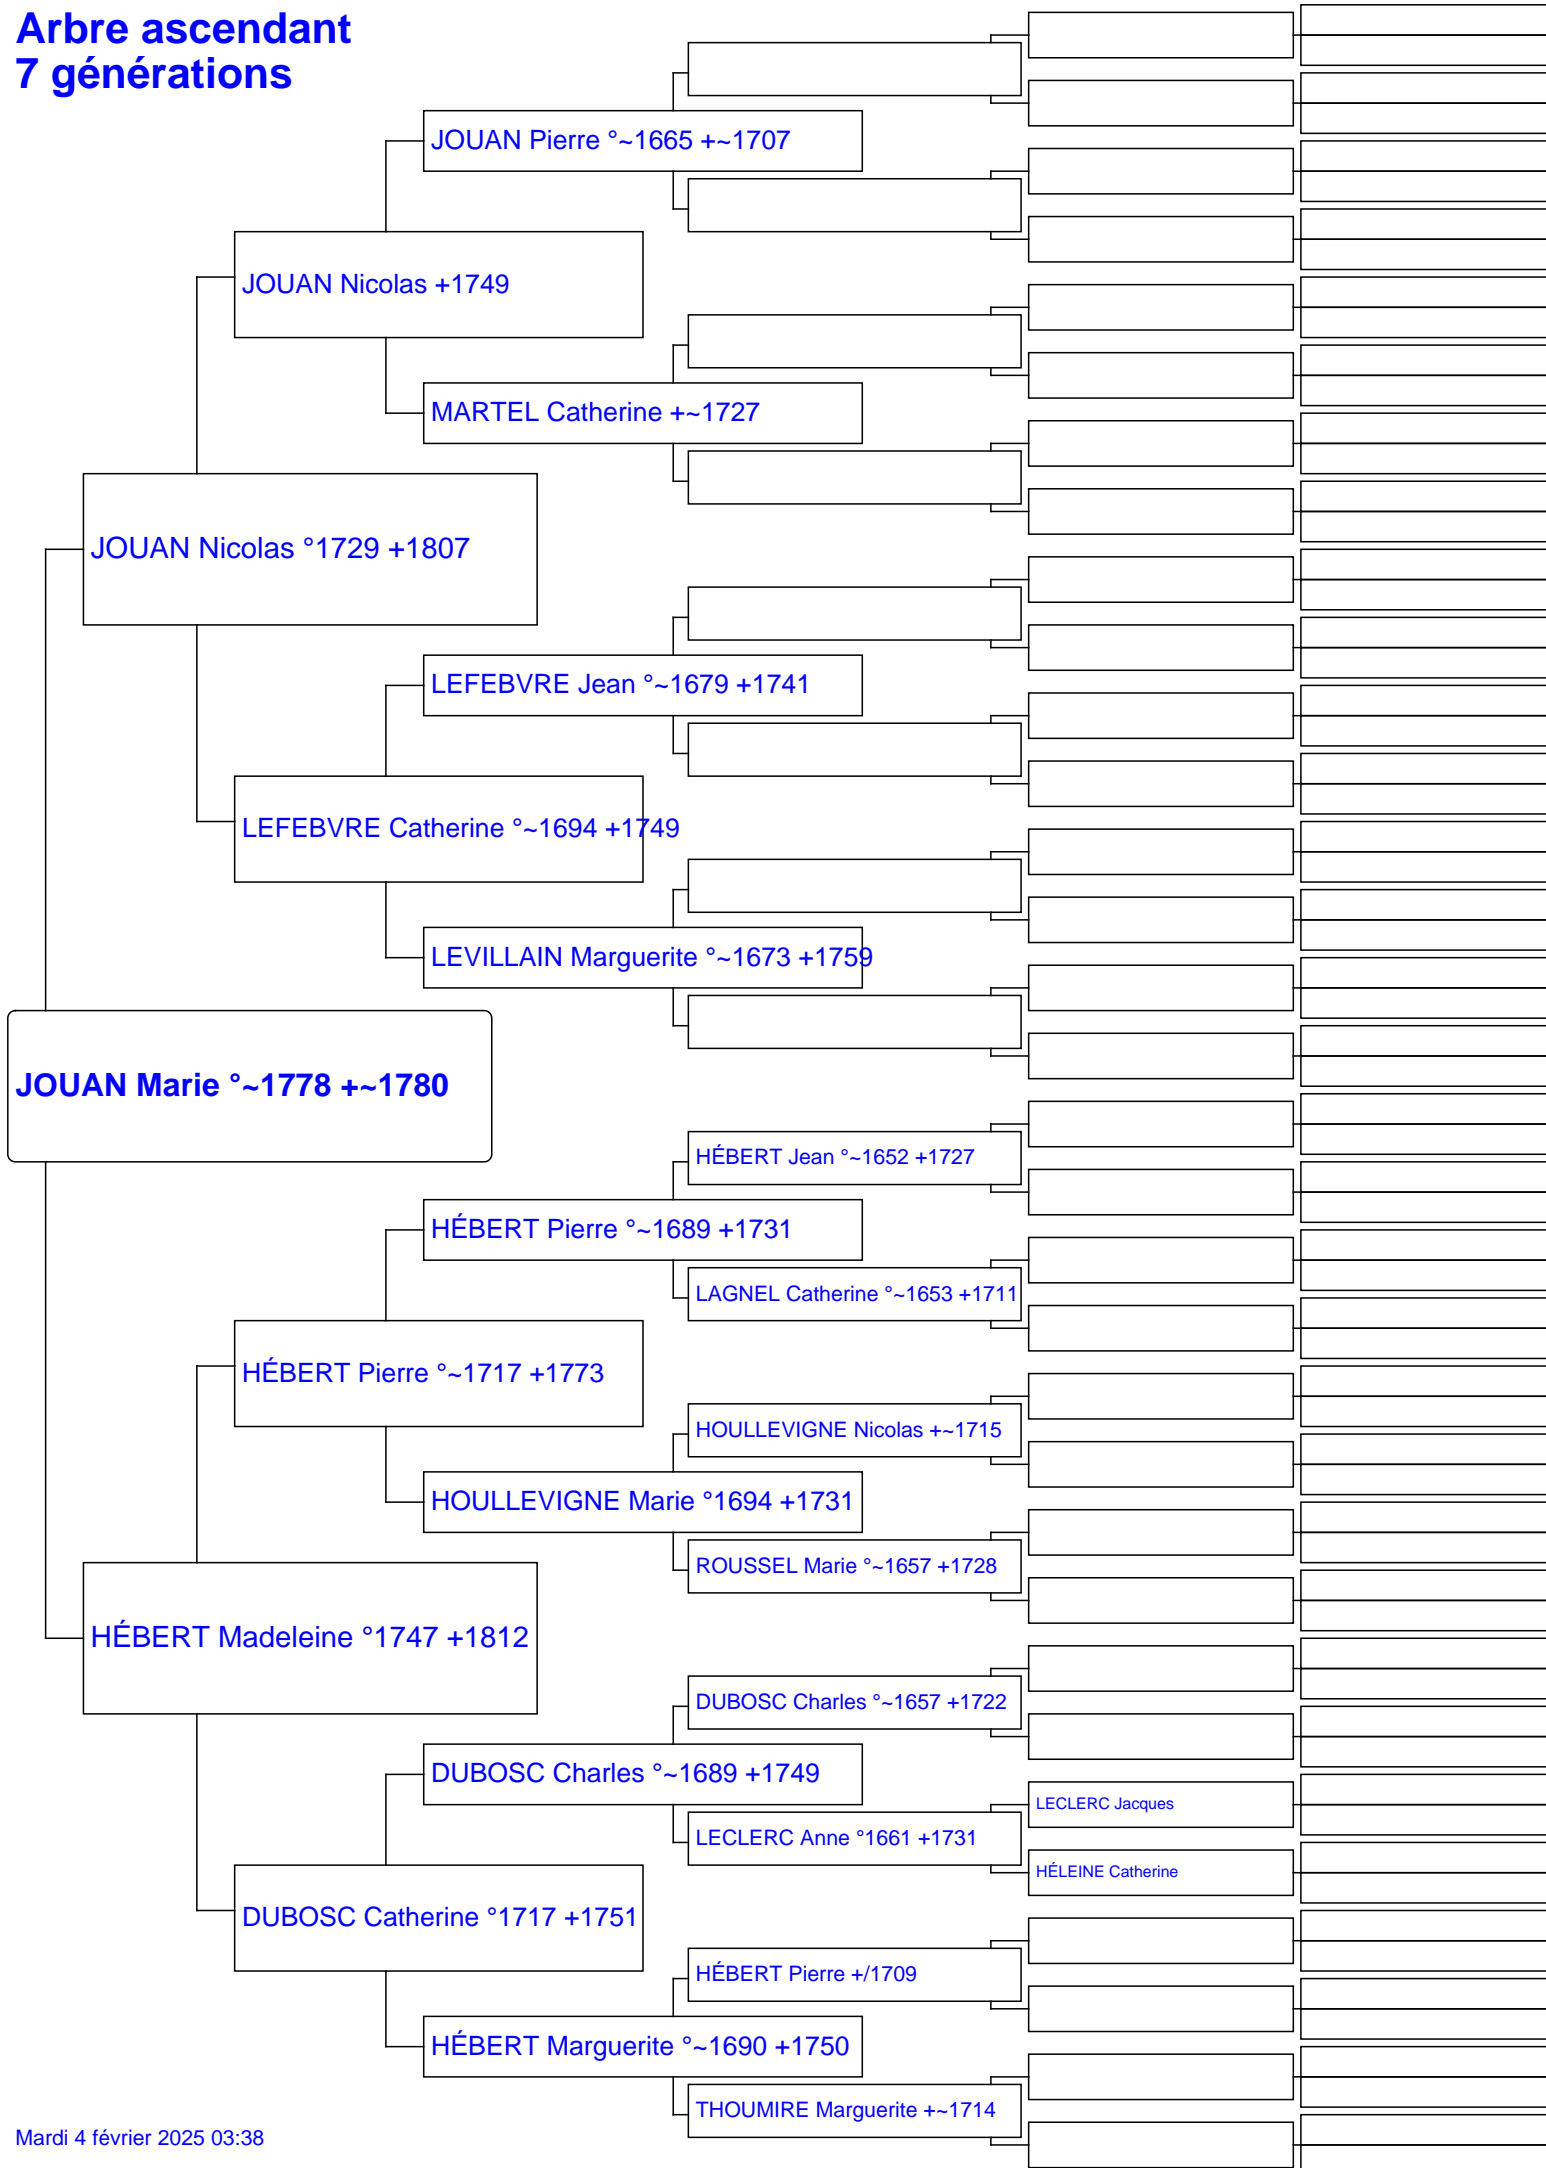 Arbre ascendant
7 générations
JOUAN Pierre °~1665 +~1707
JOUAN Nicolas +1749
MARTEL Catherine +~1727
JOUAN Nicolas °1729 +1807
LEFEBVRE Jean °~1679 +1741
LEFEBVRE Catherine °~1694 +1749
LEVILLAIN Marguerite °~1673 +1759
JOUAN Marie °~1778 +~1780
HÉBERT Jean °~1652 +1727
HÉBERT Pierre °~1689 +1731
LAGNEL Catherine °~1653 +1711
HÉBERT Pierre °~1717 +1773
HOULLEVIGNE Nicolas +~1715
HOULLEVIGNE Marie °1694 +1731
ROUSSEL Marie °~1657 +1728
HÉBERT Madeleine °1747 +1812
DUBOSC Charles °~1657 +1722
DUBOSC Charles °~1689 +1749
LECLERC Jacques
LECLERC Anne °1661 +1731
HÉLEINE Catherine
DUBOSC Catherine °1717 +1751
HÉBERT Pierre +/1709
HÉBERT Marguerite °~1690 +1750
THOUMIRE Marguerite +~1714
Mardi 4 février 2025 03:38